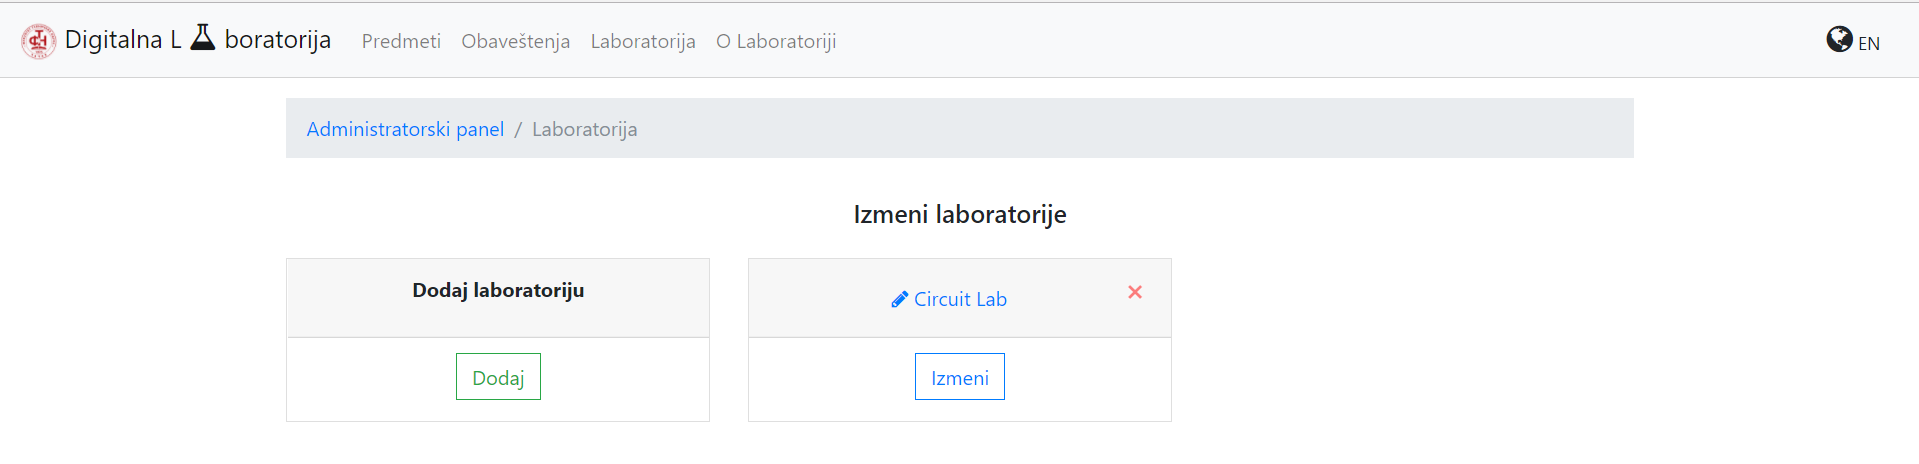 Digitalna L boratorija Predmeti Obaveštenja Laboratorija O Laboratoriji EN
Administratorski panel / Laboratorija
Izmeni laboratorije
Dodaj laboratoriju
Dodaj
Circuit Lab
Izmeni